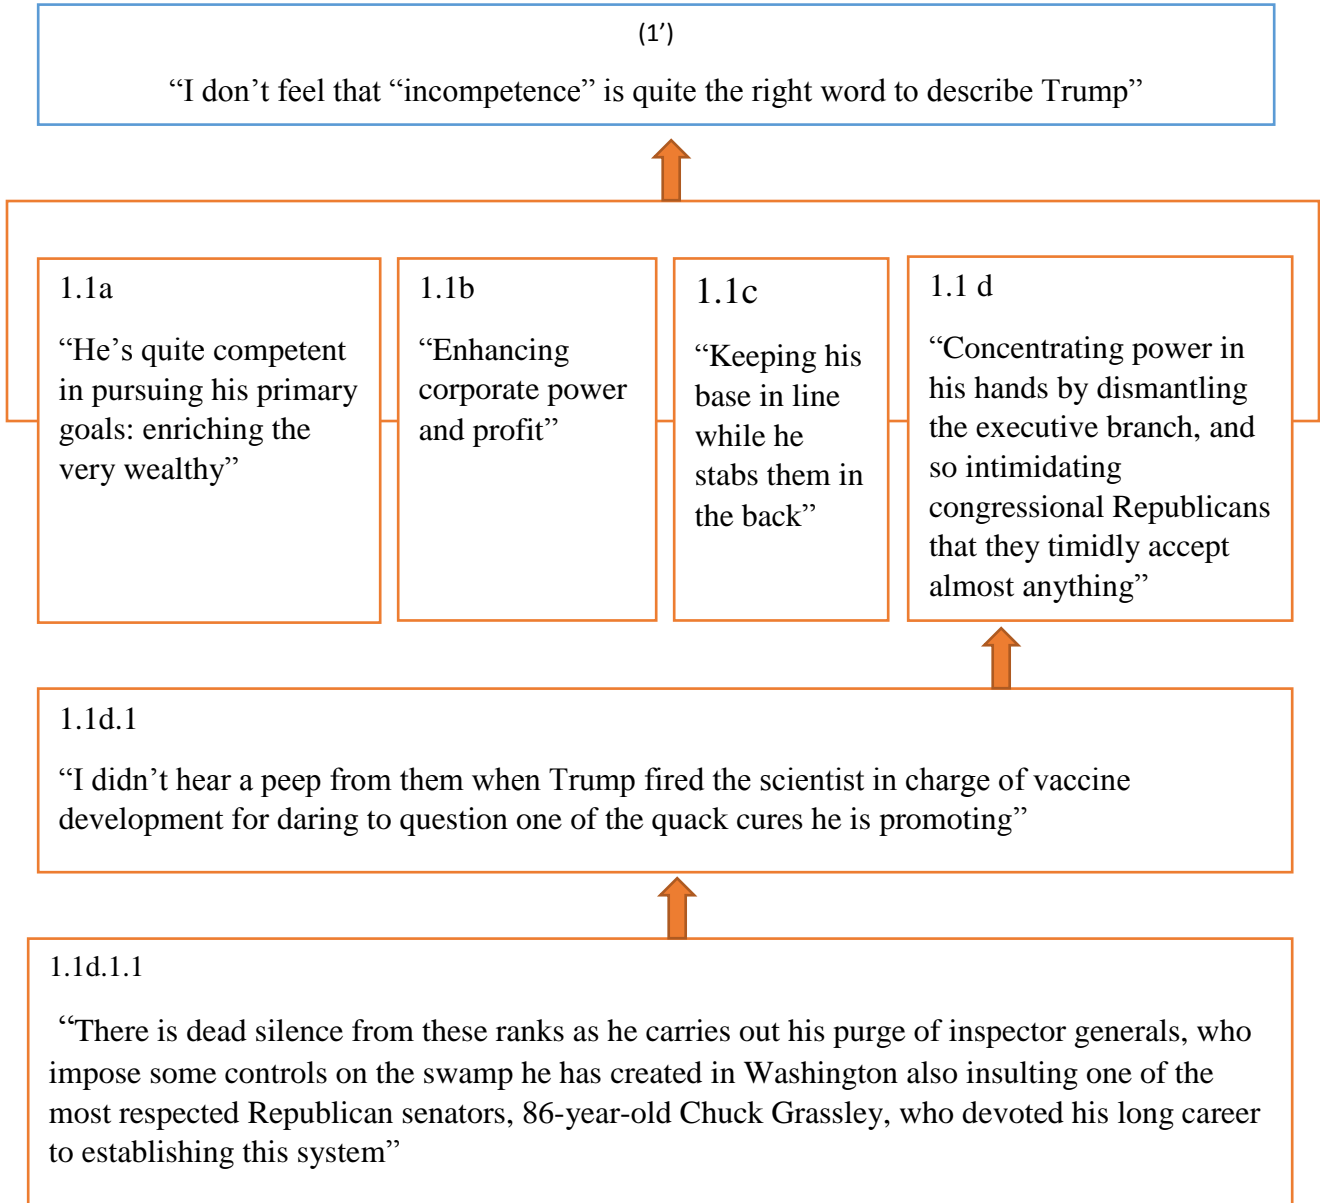 (1’)
“I don’t feel that “incompetence” is quite the right word to describe Trump”
1.1a
“He’s quite competent
in pursuing his primary
goals: enriching the
very wealthy”
1.1b
“Enhancing
corporate power
and profit”
1.1c
“Keeping his
base in line
while he
stabs them in
the back”
1.1 d
“Concentrating power in
his hands by dismantling
the executive branch, and
so intimidating
congressional Republicans
that they timidly accept
almost anything”
1.1d.1
“I didn’t hear a peep from them when Trump fired the scientist in charge of vaccine
development for daring to question one of the quack cures he is promoting”
1.1d.1.1
“There is dead silence from these ranks as he carries out his purge of inspector generals, who
impose some controls on the swamp he has created in Washington also insulting one of the
most respected Republican senators, 86-year-old Chuck Grassley, who devoted his long career
to establishing this system”